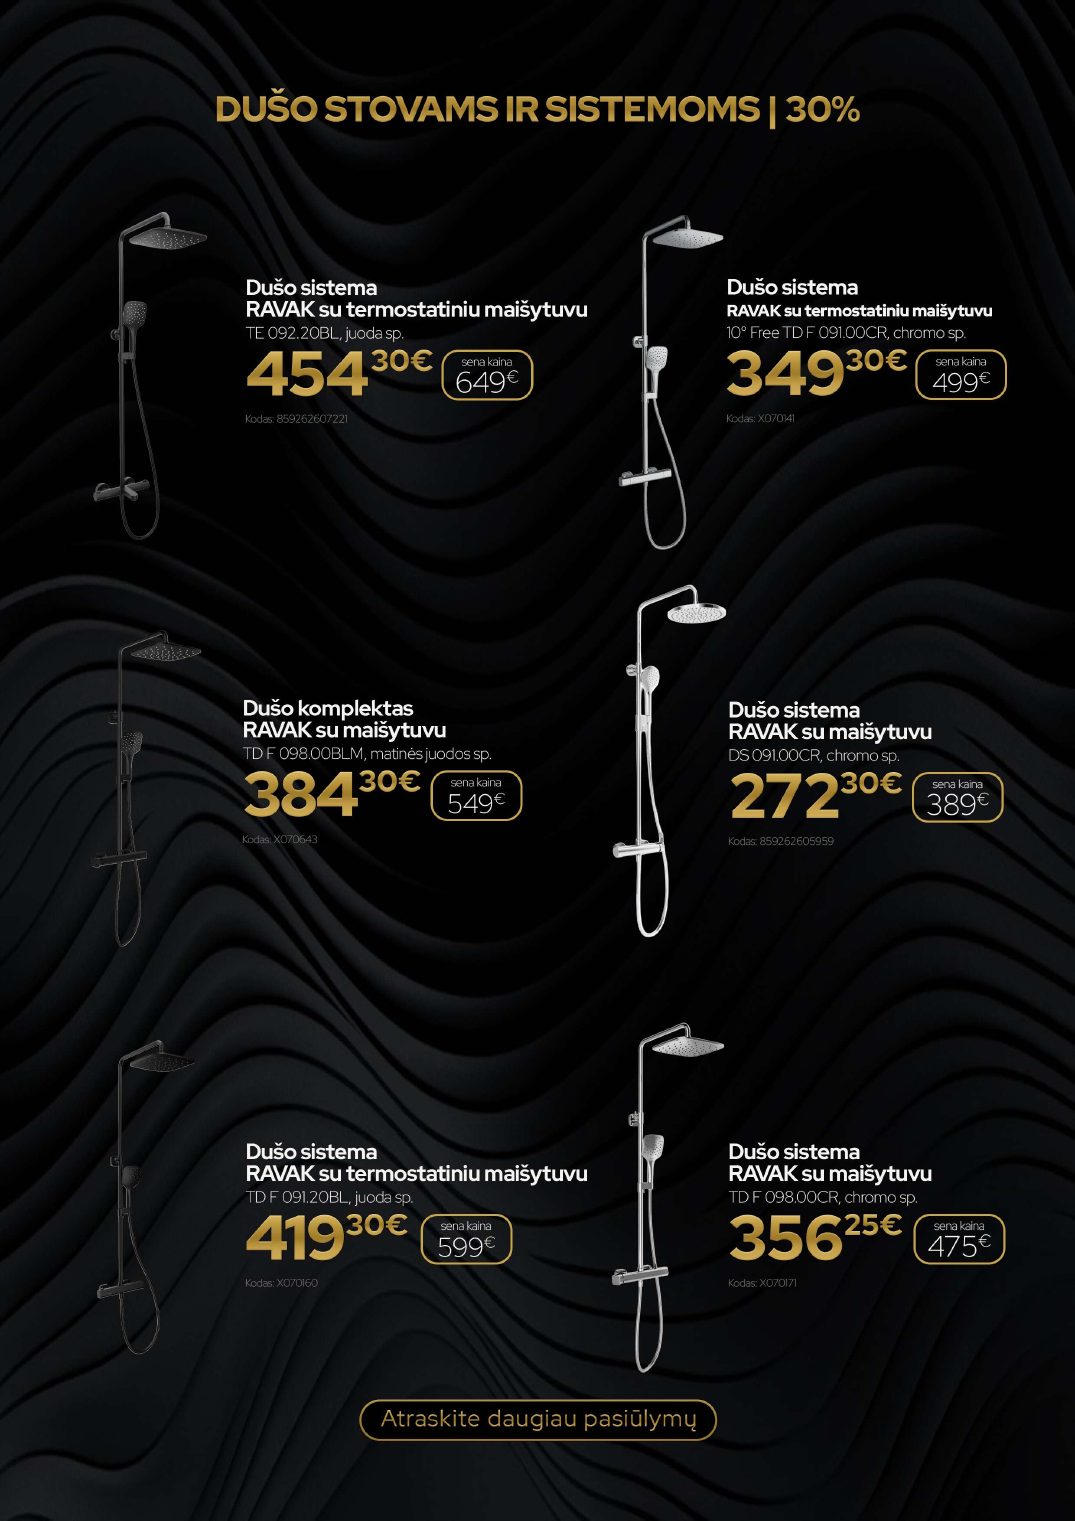 DUŠO STOVAMS IR SISTEMOMS | 30%
Dušo sistema
RAVAK su termostatiniu maišytuvu
TE 092.20BL, juoda sp.
454 30€
sena kaina
649€
Kodas: 859262607221
Dušo sistema
RAVAK su termostatiniu maišytuvu
10° Free TD F 091.00CR, chromo sp.
349 30€
sena kaina
499€
Kodas: X070141
Dušo komplektas
RAVAK su maišytuvu
TD F 098.00BLM, matinės juodos sp.
384 30€
sena kaina
549€
Kodas: X070643
Dušo sistema
RAVAK su maišytuvu
DS 091.00CR, chromo sp.
272 30€
sena kaina
389€
Kodas: 859262605959
Dušo sistema
RAVAK su termostatiniu maišytuvu
TD F 091.20BL, juoda sp.
419 30€
sena kaina
599€
Kodas: X070160
Dušo sistema
RAVAK su maišytuvu
TD F 098.00CR, chromo sp.
356 25€
sena kaina
475€
Kodas: X070171
Atraskite daugiau pasiūlymų